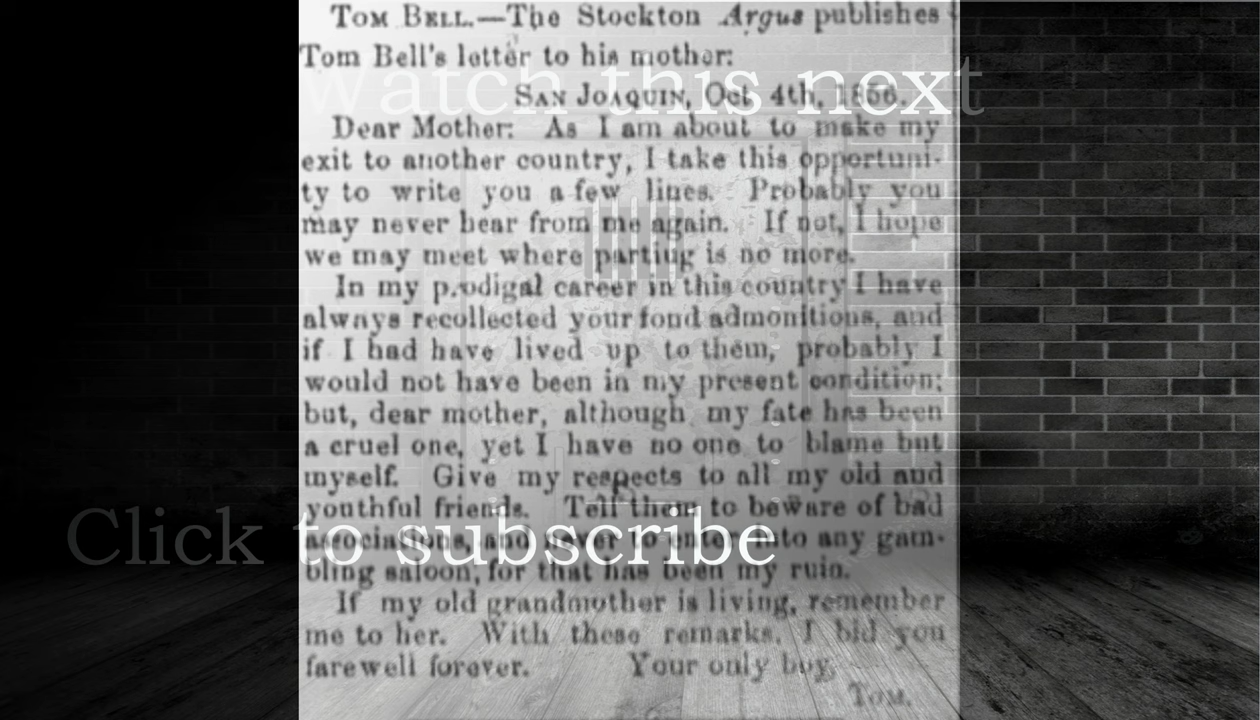 TOM BELL.—The Stockton Argus publishes
Tom Bell's letter to his mother:
Watch this next
SAN JOAQUIN, Oct 4th, 1856.
Dear Mother: As I am about to make my
exit to another country, I take this opportuni-
ty to write you a few lines. Probably you
may never hear from me again. If not, I hope
we may meet where parting is no more.
In my prodigal career in this country I have
always recollected your fond admonitions, and
if I had have lived up to them, probably I
would not have been in my present condition;
but, dear mother, although my fate has been
a cruel one, yet I have no one to blame but
myself. Give my respects to all my old and
youthful friends. Tell them to beware of bad
Click to subscribe
associations, and never to enter into any gam-
bling saloon, for that has been my ruin.
If my old grandmother is living, remember
me to her. With these remarks, I bid you
farewell forever. Your only boy,
TOM.